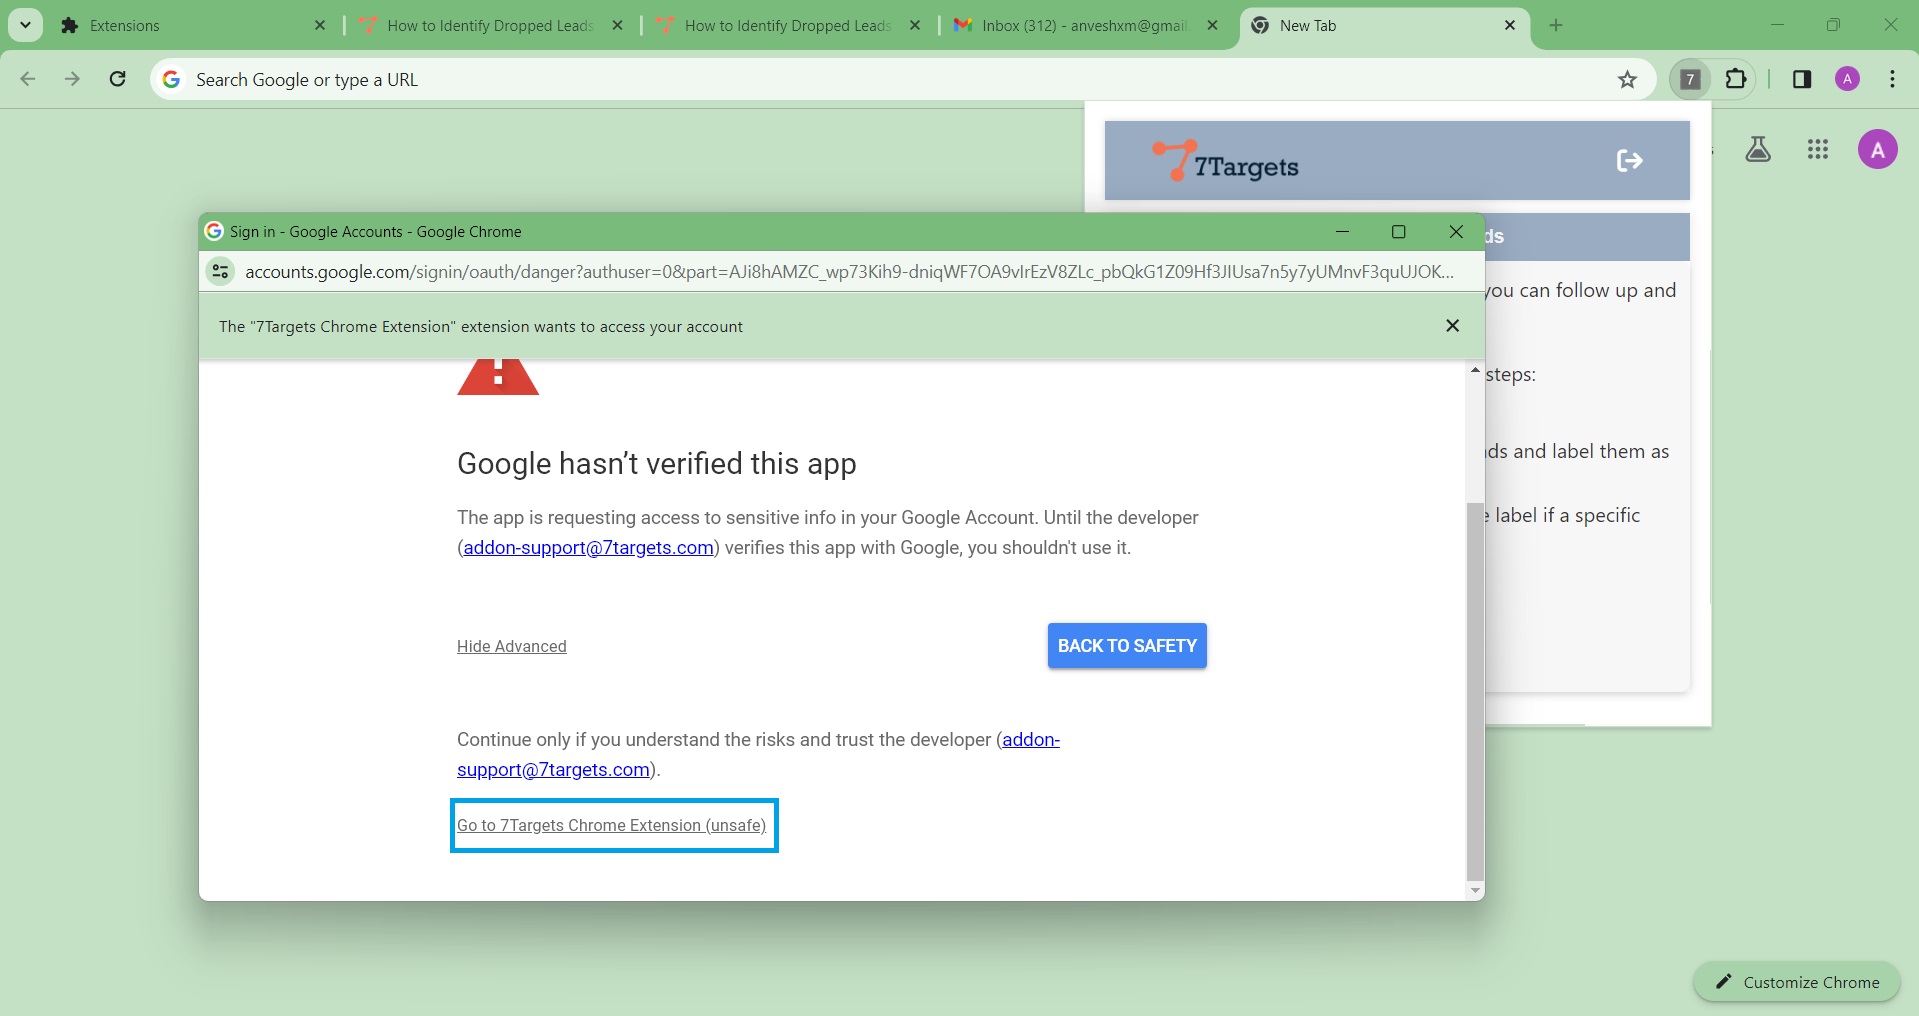 Extensions
How to Identify Dropped Leads
How to Identify Dropped Leads
Inbox (312) - anveshxm@gmail.
New Tab
Search Google or type a URL
7
A
7Targets
A
Sign in - Google Accounts - Google Chrome
ds
accounts.google.com/signin/oauth/danger?authuser=0&part=AJi8hAMZC_wp73Kih9-dniqWF7OA9vIrEzV8ZLc_pbQkG1Z09Hf3JIUsa7n5y7yUMnvF3quUJOK...
you can follow up and
The "7Targets Chrome Extension" extension wants to access your account
steps:
Google hasn't verified this app
ds and label them as
The app is requesting access to sensitive info in your Google Account. Until the developer
(addon-support@7targets.com) verifies this app with Google, you shouldn't use it.
label if a specific
Hide Advanced
BACK TO SAFETY
Continue only if you understand the risks and trust the developer (addon-
support@7targets.com).
Go to 7Targets Chrome Extension (unsafe)
Customize Chrome